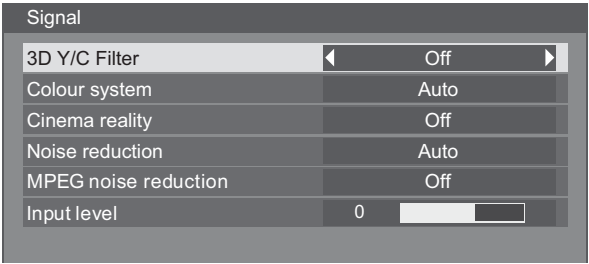 Signal
3D Y/C Filter Off
Colour system Auto
Cinema reality Off
Noise reduction Auto
MPEG noise reduction Off
Input level 0